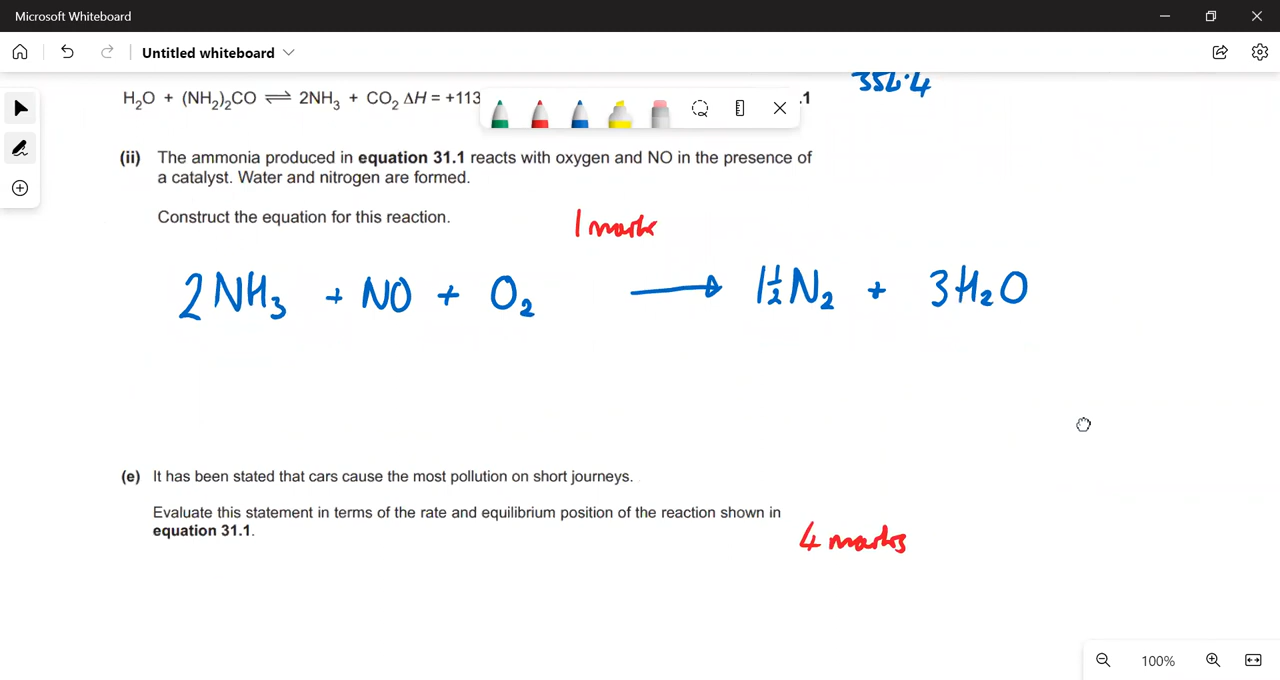 Microsoft Whiteboard
Untitled whiteboard
354.4
H₂O + (NH₂)₂CO ⇌ 2NH₃ + CO₂ ΔH = +113 .1
(ii) The ammonia produced in equation 31.1 reacts with oxygen and NO in the presence of
a catalyst. Water and nitrogen are formed.
Construct the equation for this reaction.
1 marks
2NH₃ + NO + O₂ → 1½N₂ + 3H₂O
(e) It has been stated that cars cause the most pollution on short journeys.
Evaluate this statement in terms of the rate and equilibrium position of the reaction shown in
equation 31.1.
4 marks
100%